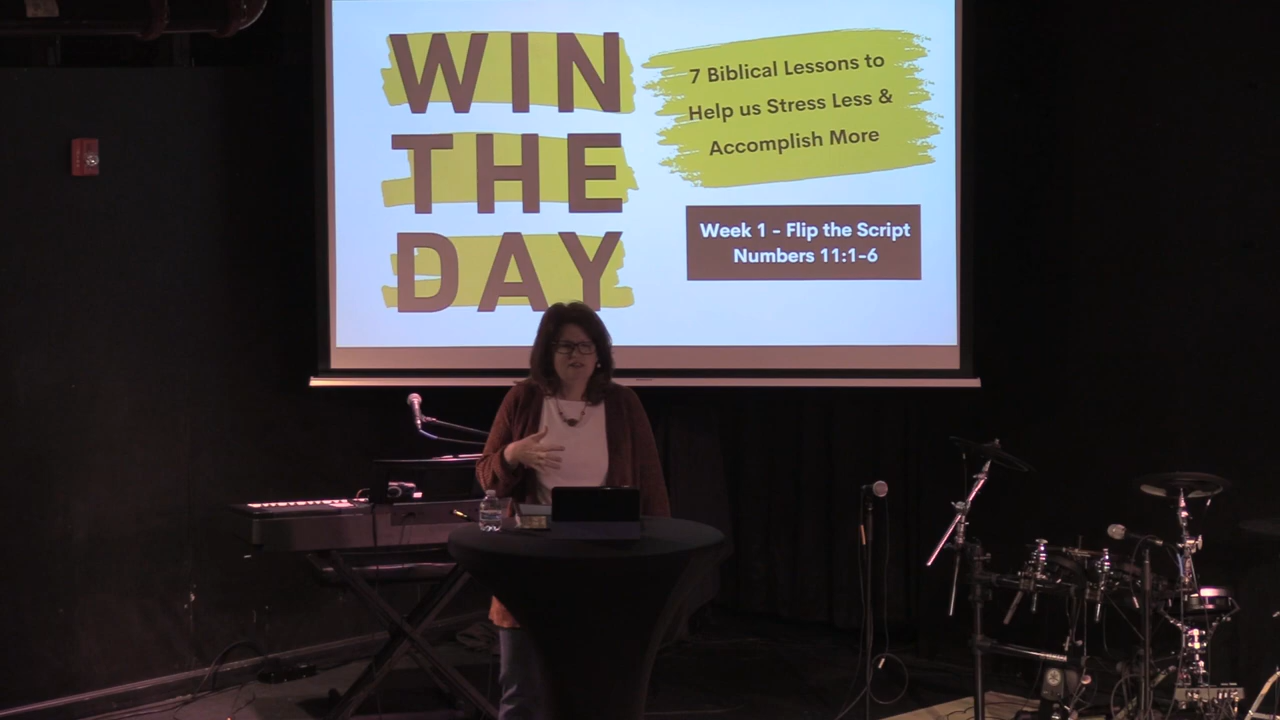 WIN
THE
DAY
7 Biblical Lessons to
Help us Stress Less &
Accomplish More
Week 1 - Flip the Script
Numbers 11:1-6